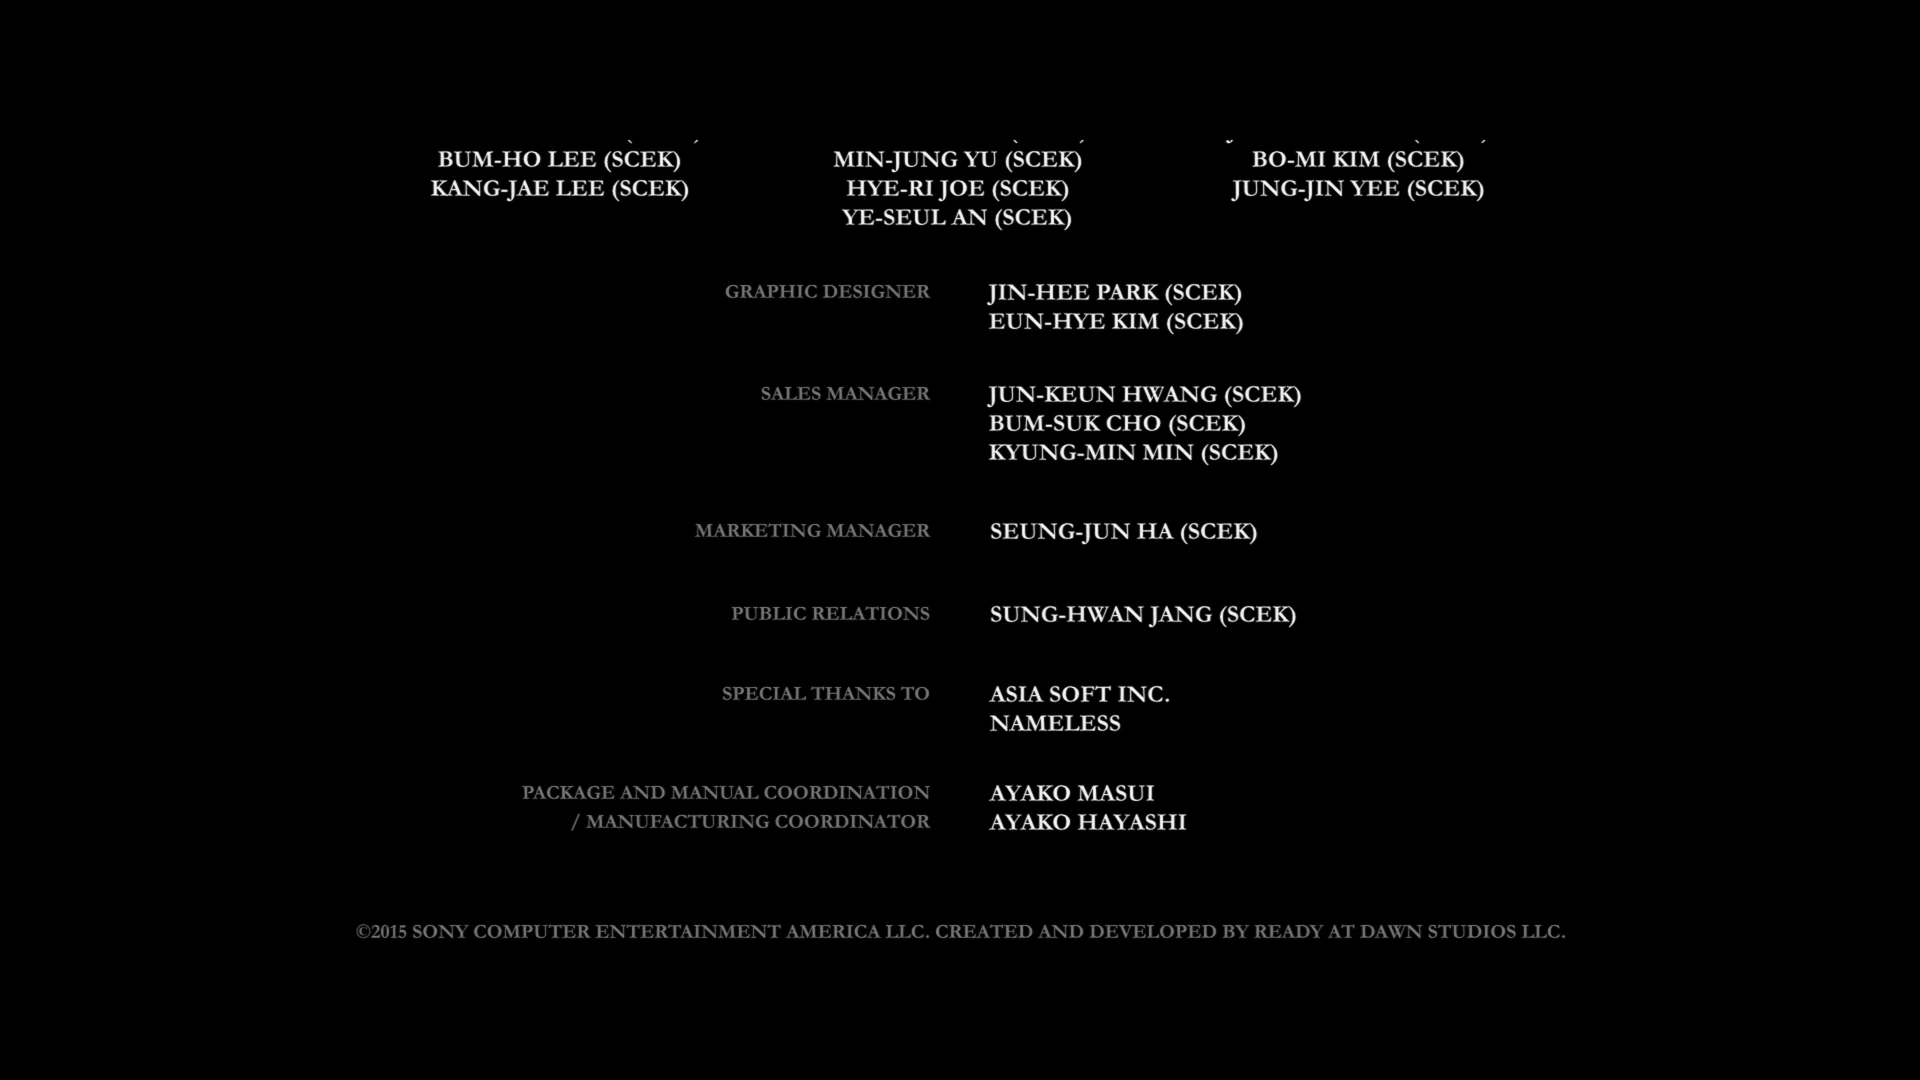 BUM-HO LEE (SCEK) MIN-JUNG YU (SCEK) BO-MI KIM (SCEK)
KANG-JAE LEE (SCEK) HYE-RI JOE (SCEK) JUNG-JIN YEE (SCEK)
YE-SEUL AN (SCEK)
GRAPHIC DESIGNER JIN-HEE PARK (SCEK)
EUN-HYE KIM (SCEK)
SALES MANAGER JUN-KEUN HWANG (SCEK)
BUM-SUK CHO (SCEK)
KYUNG-MIN MIN (SCEK)
MARKETING MANAGER SEUNG-JUN HA (SCEK)
PUBLIC RELATIONS SUNG-HWAN JANG (SCEK)
SPECIAL THANKS TO ASIA SOFT INC.
NAMELESS
PACKAGE AND MANUAL COORDINATION AYAKO MASUI
/ MANUFACTURING COORDINATOR AYAKO HAYASHI
©2015 SONY COMPUTER ENTERTAINMENT AMERICA LLC. CREATED AND DEVELOPED BY READY AT DAWN STUDIOS LLC.